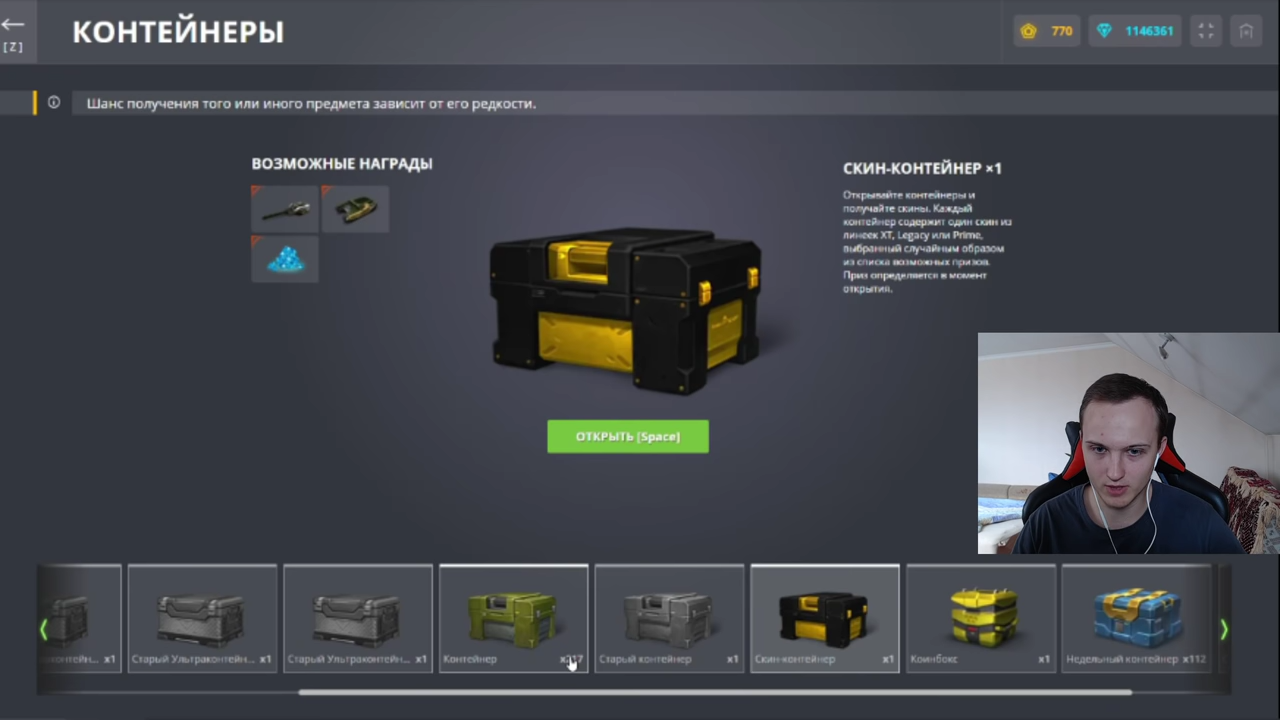 КОНТЕЙНЕРЫ
[Z]
770
1146361
Шанс получения того или иного предмета зависит от его редкости.
ВОЗМОЖНЫЕ НАГРАДЫ
СКИН-КОНТЕЙНЕР ×1
Открывайте контейнеры и
получайте скины. Каждый
контейнер содержит один скин из
линеек XT, Legacy или Prime,
выбранный случайным образом
из списка возможных призов.
Приз определяется в момент
открытия.
ОТКРЫТЬ [Space]
x1
Старый Ультраконтейн... x1
Старый Ультраконтейн... x1
Контейнер
Старый контейнер x1
Скин-контейнер x1
Коинбокс x1
Недельный контейнер x112